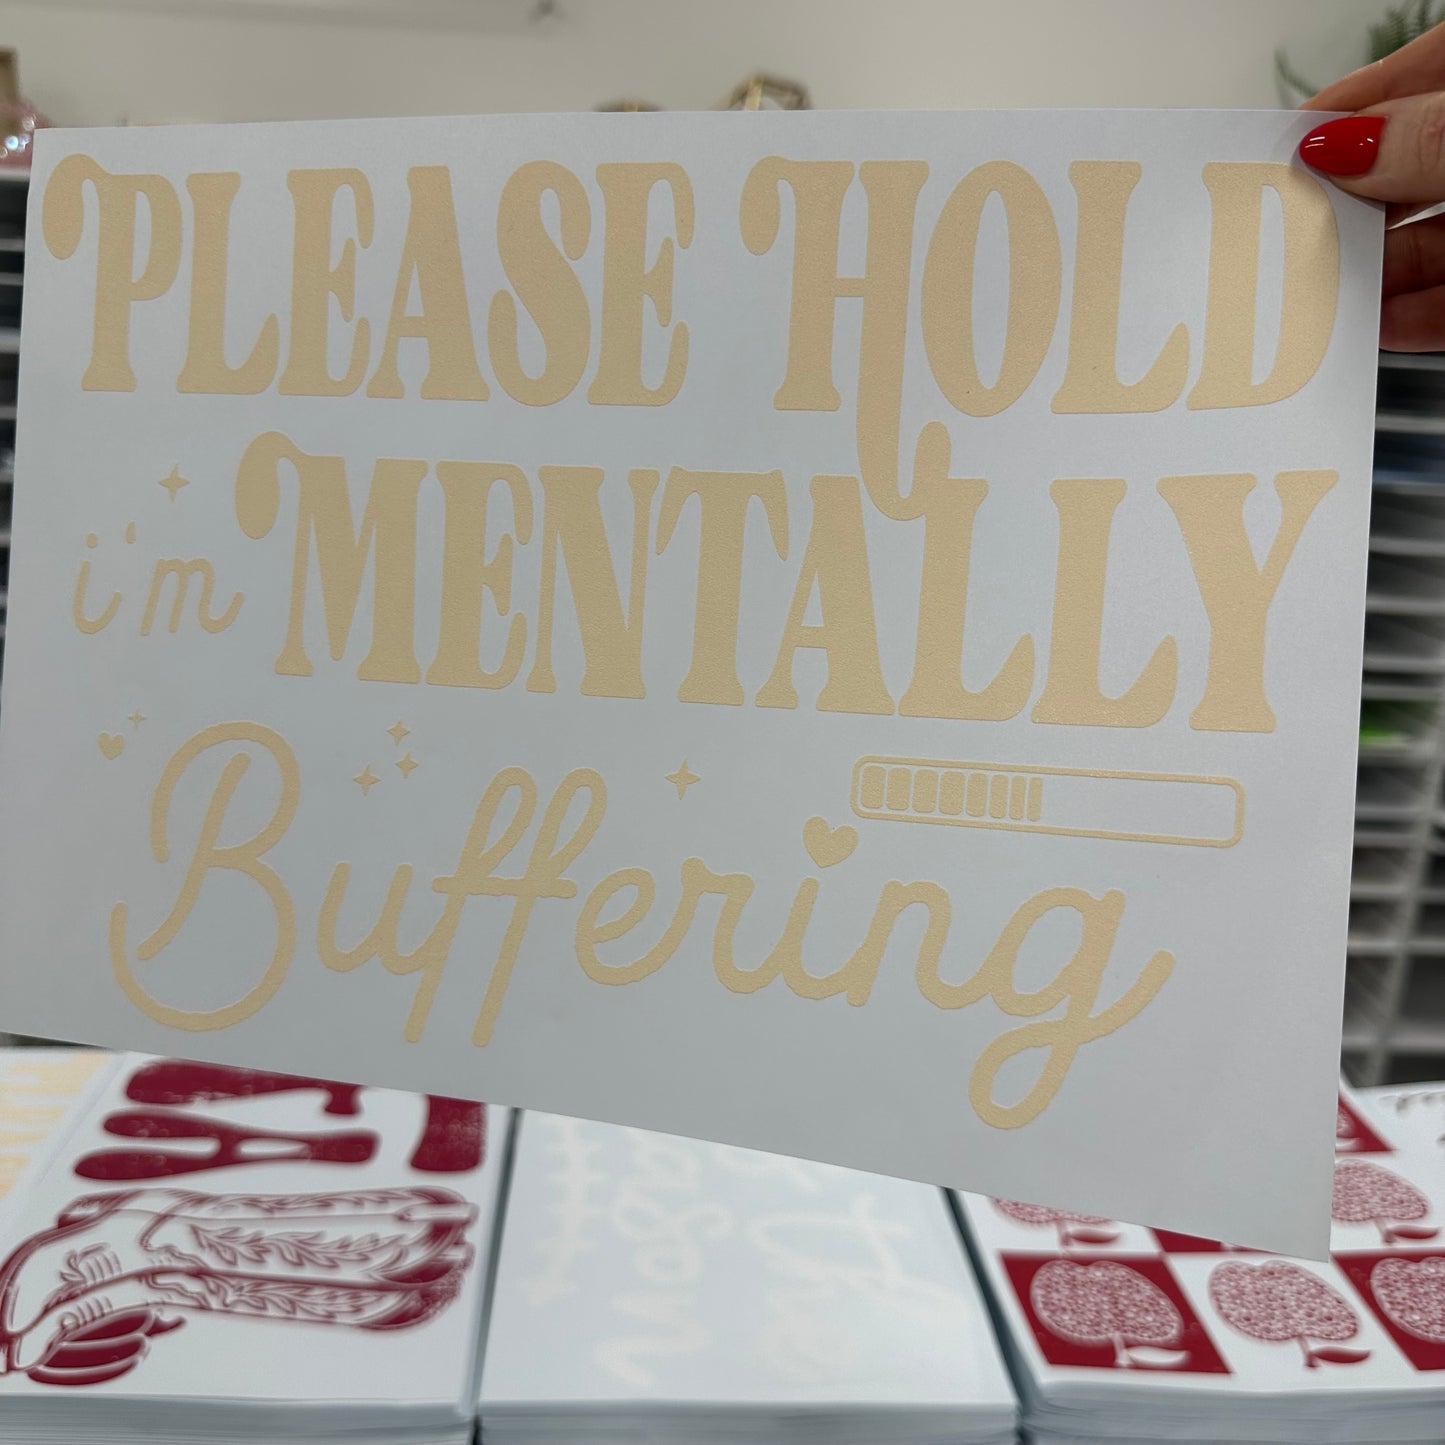 PLEASE HOLD
i'm MENTALLY
Buffering